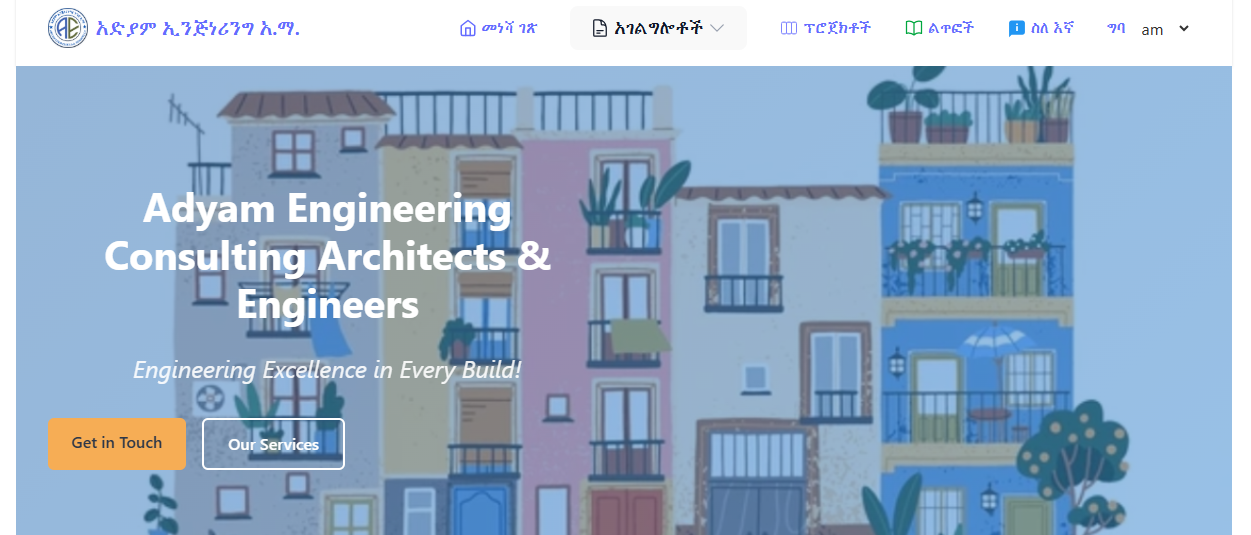 አድያም ኢንጅነሪንግ አ.ማ.
መነሻ ገጽ
አገልግሎቶች
ፕሮጀክቶች
ልጥፎች
ስለ እኛ
ግባ
am
Adyam Engineering
Consulting Architects &
Engineers
Engineering Excellence in Every Build!
Get in Touch
Our Services